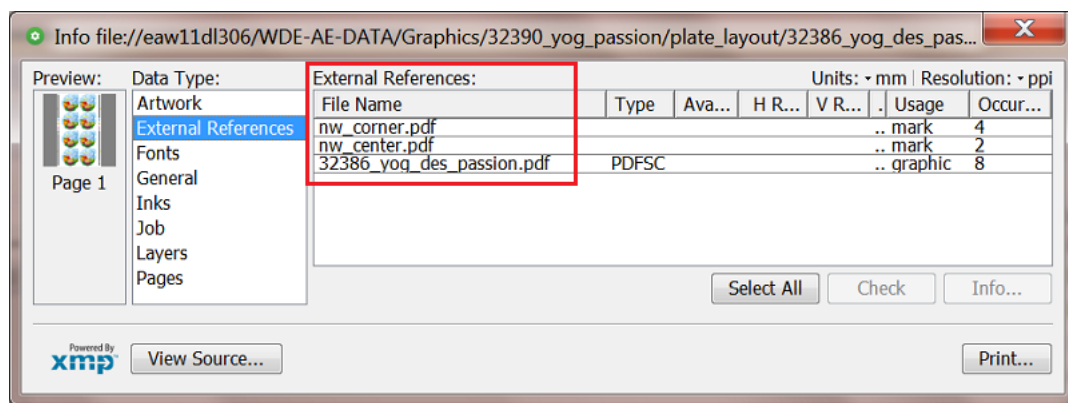 Info file://eaw11dl306/WDE-AE-DATA/Graphics/32390_yog_passion/plate_layout/32386_yog_des_pas... X
Preview: Data Type: External References: Units: mm Resolution: ppi
File Name Type Ava... H R... V R... . Usage Occur...
Artwork
External References
Fonts
General
Inks
Job
Layers
Pages
nw_corner.pdf .. mark 4
nw_center.pdf .. mark 2
32386_yog_des_passion.pdf PDFSC .. graphic 8
Page 1
Select All Check Info...
Powered By
xmp View Source... Print...